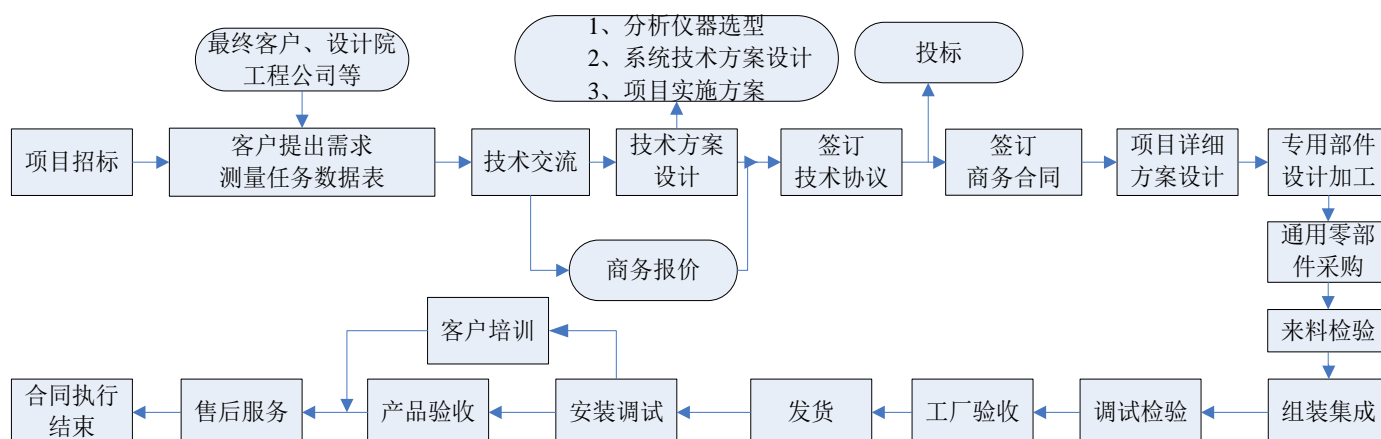 最终客户、设计院
工程公司等
1、分析仪器选型
2、系统技术方案设计
3、项目实施方案
投标
项目招标
客户提出需求
测量任务数据表
技术交流
技术方案
设计
签订
技术协议
签订
商务合同
项目详细
方案设计
专用部件
设计加工
商务报价
通用零部
件采购
客户培训
来料检验
合同执行
结束
售后服务
产品验收
安装调试
发货
工厂验收
调试检验
组装集成